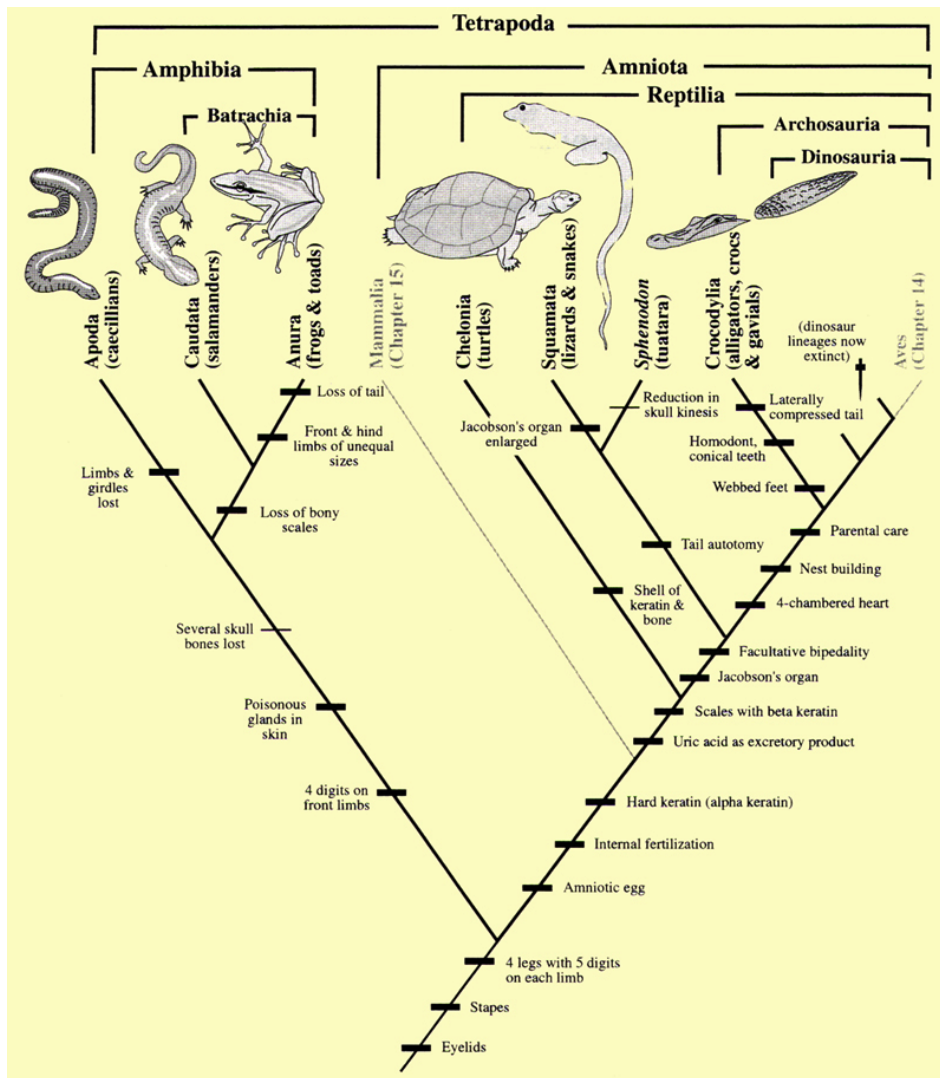 Tetrapoda
Amphibia
Amniota
Batrachia
Reptilia
Archosauria
Dinosauria
Apoda
(caecillians)
Caudata
(salamanders)
Anura
(frogs & toads)
Mammalia
(Chapter 15)
Chelonia
(turtles)
Squamata
(lizards & snakes)
Sphenodon
(tuatara)
Crocodylia
(alligators, crocs
& gavials)
(dinosaur
lineages now
extinct)
Aves
(Chapter 14)
Loss of tail
Front & hind
limbs of unequal
sizes
Limbs &
girdles
lost
Loss of bony
scales
Several skull
bones lost
Poisonous
glands in
skin
4 digits on
front limbs
Jacobson's organ
enlarged
Reduction in
skull kinesis
Laterally
compressed tail
Homodont,
conical teeth
Webbed feet
Parental care
Tail autotomy
Nest building
Shell of
keratin &
bone
4-chambered heart
Facultative bipedality
Jacobson's organ
Scales with beta keratin
Uric acid as excretory product
Hard keratin (alpha keratin)
Internal fertilization
Amniotic egg
4 legs with 5 digits
on each limb
Stapes
Eyelids